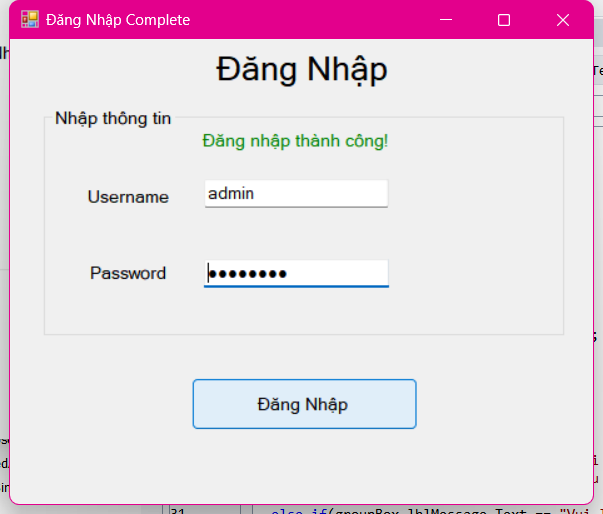 Đăng Nhập Complete
Đăng Nhập
Nhập thông tin
Đăng nhập thành công!
Username
admin
Password
••••••••
Đăng Nhập
31
else if(groupBox.lblMessage.Text == "Vui